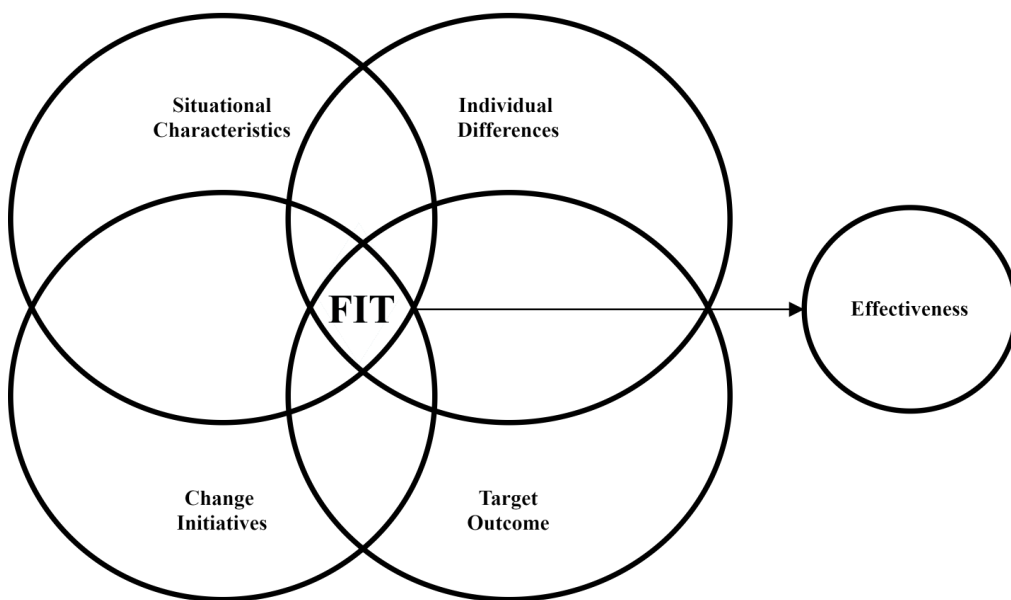 Situational
Characteristics
Individual
Differences
FIT
Effectiveness
Change
Initiatives
Target
Outcome